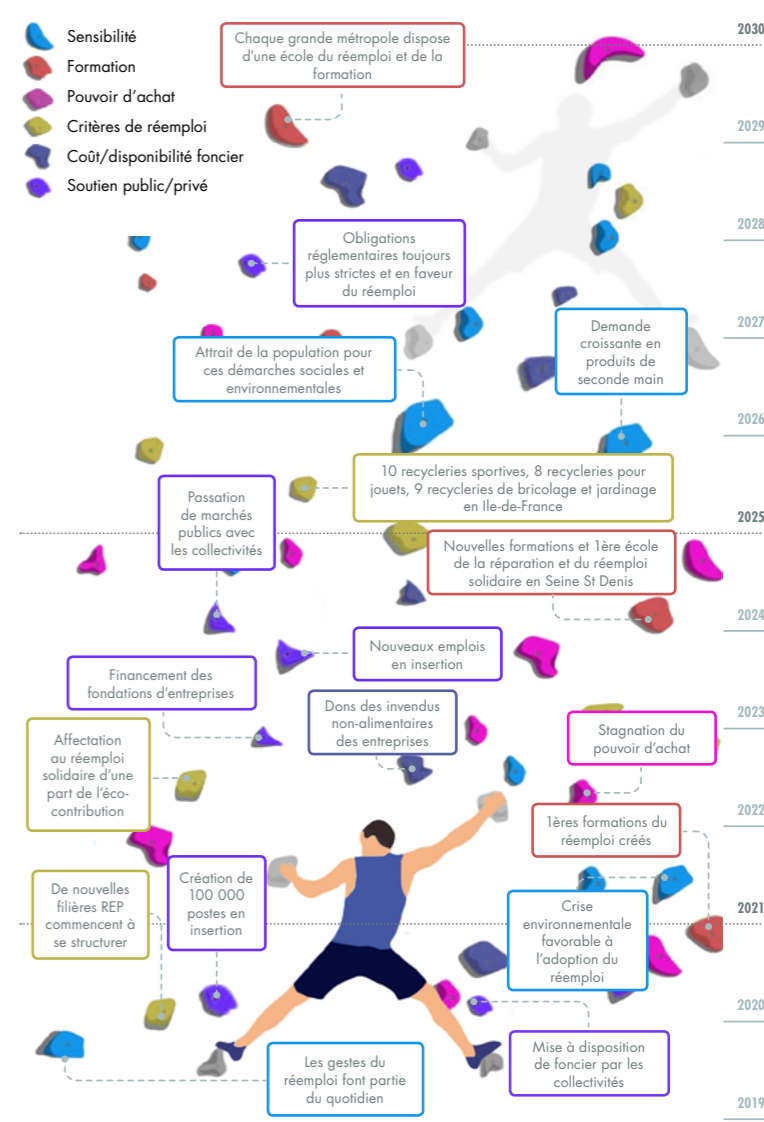 Sensibilité
Formation
Pouvoir d'achat
Critères de réemploi
Coût/disponibilité foncier
Soutien public/privé
2030
Chaque grande métropole dispose
d'une école du réemploi et de la
formation
2029
2028
Obligations
réglementaires toujours
plus strictes et en faveur
du réemploi
2027
Attrait de la population pour
ces démarches sociales et
environnementales
Demande
croissante en
produits de
seconde main
2026
10 recycleries sportives, 8 recycleries pour
jouets, 9 recycleries de bricolage et jardinage
en Ile-de-France
Passation
de marchés
publics avec
les collectivités
2025
Nouvelles formations et 1ère école
de la réparation et du réemploi
solidaire en Seine St Denis
2024
Nouveaux emplois
en insertion
Financement des
fondations d'entreprises
Dons des invendus
non-alimentaires
des entreprises
2023
Stagnation du
pouvoir d'achat
Affectation
au réemploi
solidaire d'une
part de l'éco-
contribution
2022
1ères formations du
réemploi créés
De nouvelles
filières REP
commencent à
se structurer
Création de
100 000
postes en
insertion
Crise
environnementale
favorable à
l'adoption du
réemploi
2021
2020
Les gestes du
réemploi font partie
du quotidien
Mise à disposition
de foncier par les
collectivités
2019